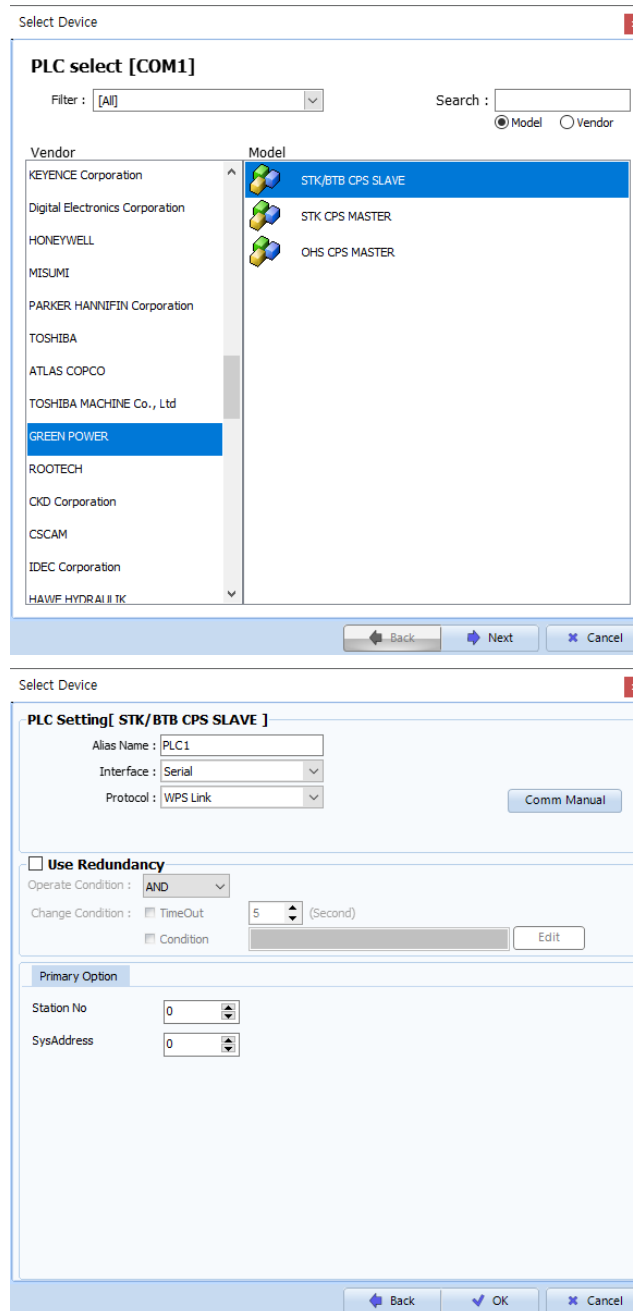 Select Device
PLC select [COM1]
Filter : [All] Search :
Model Vendor
Vendor Model
KEYENCE Corporation
Digital Electronics Corporation
HONEYWELL
MISUMI
PARKER HANNIFIN Corporation
TOSHIBA
ATLAS COPCO
TOSHIBA MACHINE Co., Ltd
GREEN POWER
ROOTECH
CKD Corporation
CSCAM
IDEC Corporation
HAWE HYDRAULIK
STK/BTB CPS SLAVE
STK CPS MASTER
OHS CPS MASTER
Back Next Cancel
Select Device
PLC Setting[ STK/BTB CPS SLAVE ]
Alias Name : PLC1
Interface : Serial
Protocol : WPS Link Comm Manual
Use Redundancy
Operate Condition : AND
Change Condition : TimeOut 5 (Second)
Condition Edit
Primary Option
Station No 0
SysAddress 0
Back OK Cancel